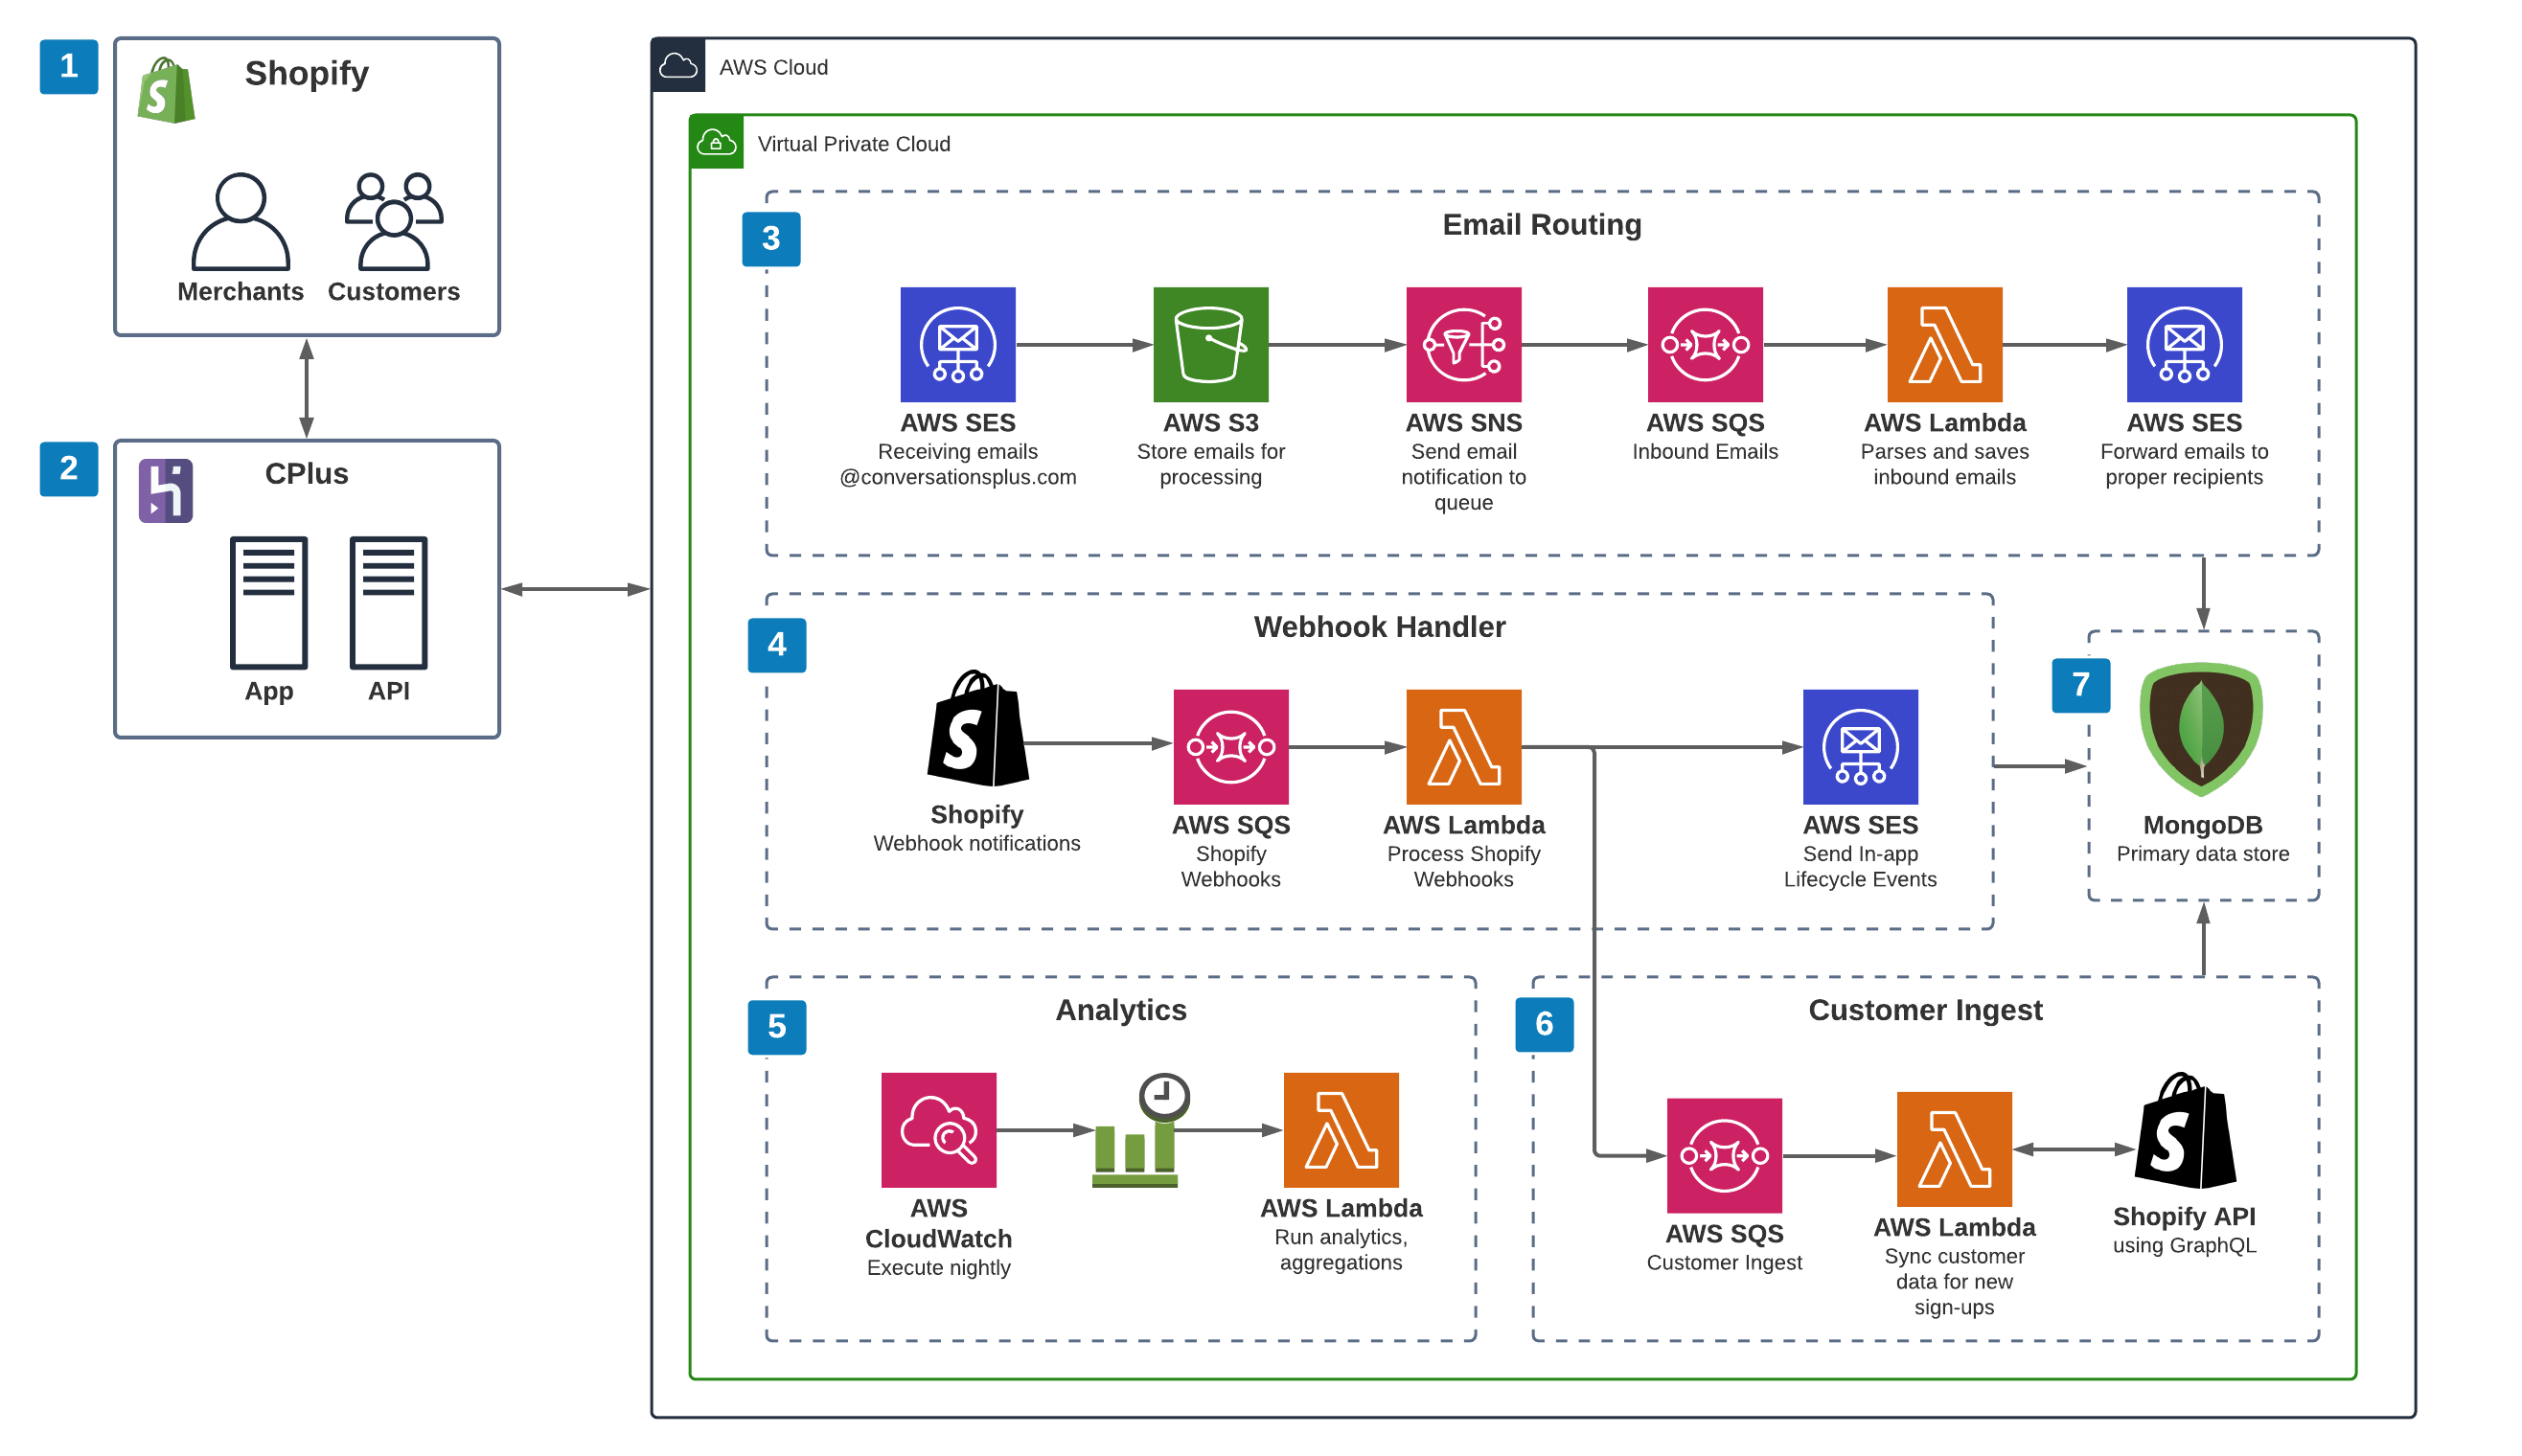 1
Shopify
Merchants
Customers
2
CPlus
App
API
AWS Cloud
Virtual Private Cloud
3
Email Routing
AWS SES
Receiving emails
@conversationsplus.com
AWS S3
Store emails for
processing
AWS SNS
Send email
notification to
queue
AWS SQS
Inbound Emails
AWS Lambda
Parses and saves
inbound emails
AWS SES
Forward emails to
proper recipients
4
Webhook Handler
Shopify
Webhook notifications
AWS SQS
Shopify
Webhooks
AWS Lambda
Process Shopify
Webhooks
AWS SES
Send In-app
Lifecycle Events
7
MongoDB
Primary data store
5
Analytics
AWS
CloudWatch
Execute nightly
AWS Lambda
Run analytics,
aggregations
6
Customer Ingest
AWS SQS
Customer Ingest
AWS Lambda
Sync customer
data for new
sign-ups
Shopify API
using GraphQL